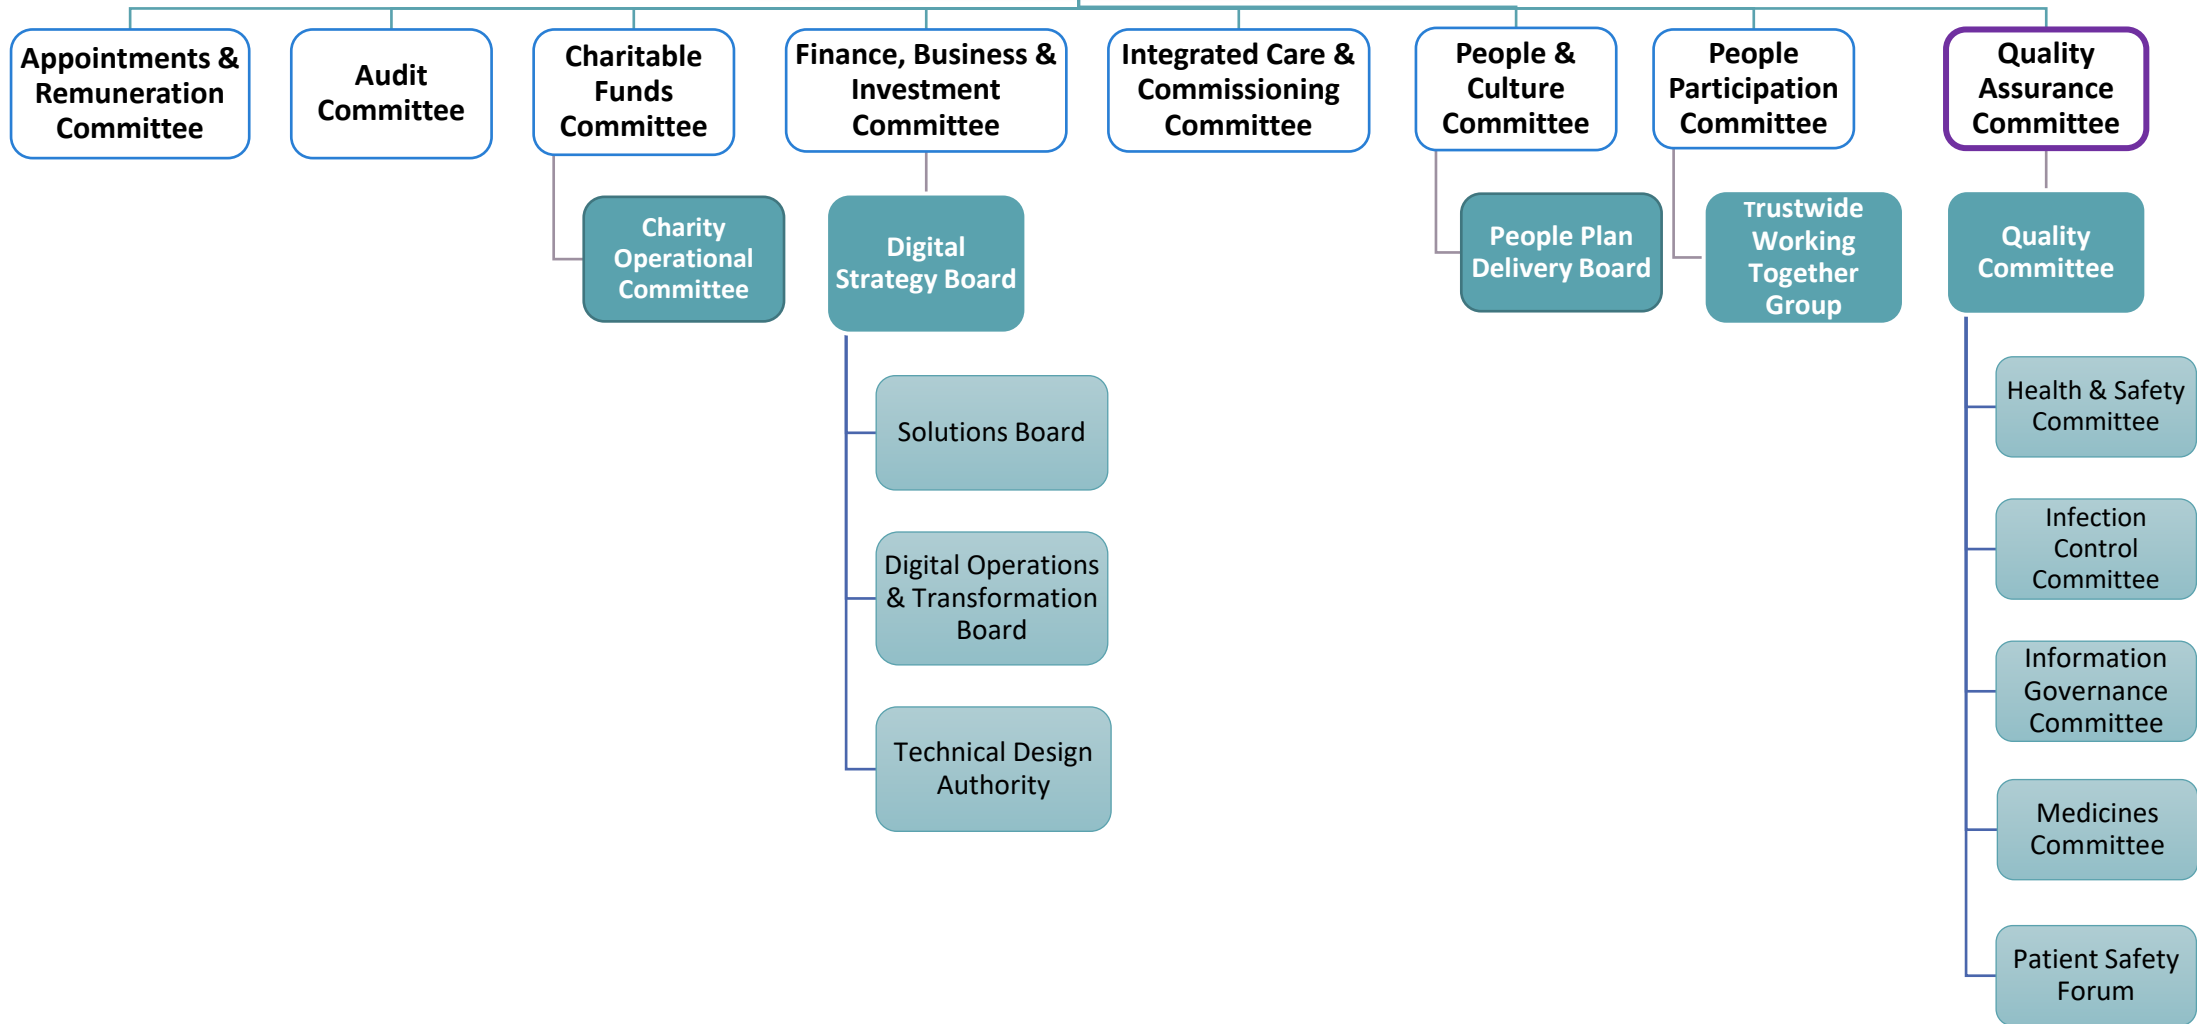 Appointments &
Remuneration
Committee
Audit
Committee
Charitable
Funds
Committee
Finance, Business &
Investment
Committee
Integrated Care &
Commissioning
Committee
People &
Culture
Committee
People
Participation
Committee
Quality
Assurance
Committee
Charity
Operational
Committee
Digital
Strategy Board
People Plan
Delivery Board
Trustwide
Working
Together
Group
Quality
Committee
Solutions Board
Digital Operations
& Transformation
Board
Technical Design
Authority
Health & Safety
Committee
Infection
Control
Committee
Information
Governance
Committee
Medicines
Committee
Patient Safety
Forum